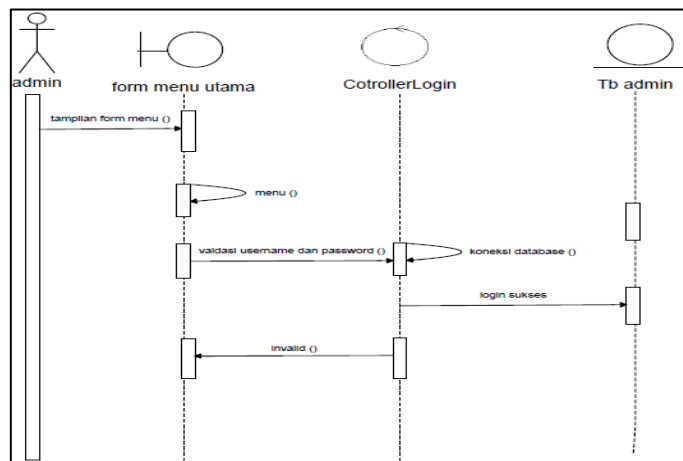 admin
form menu utama
CotrollerLogin
Tb admin
tampilan form menu ()
menu ()
validasi username dan password ()
koneksi database ()
login sukses
invalid ()